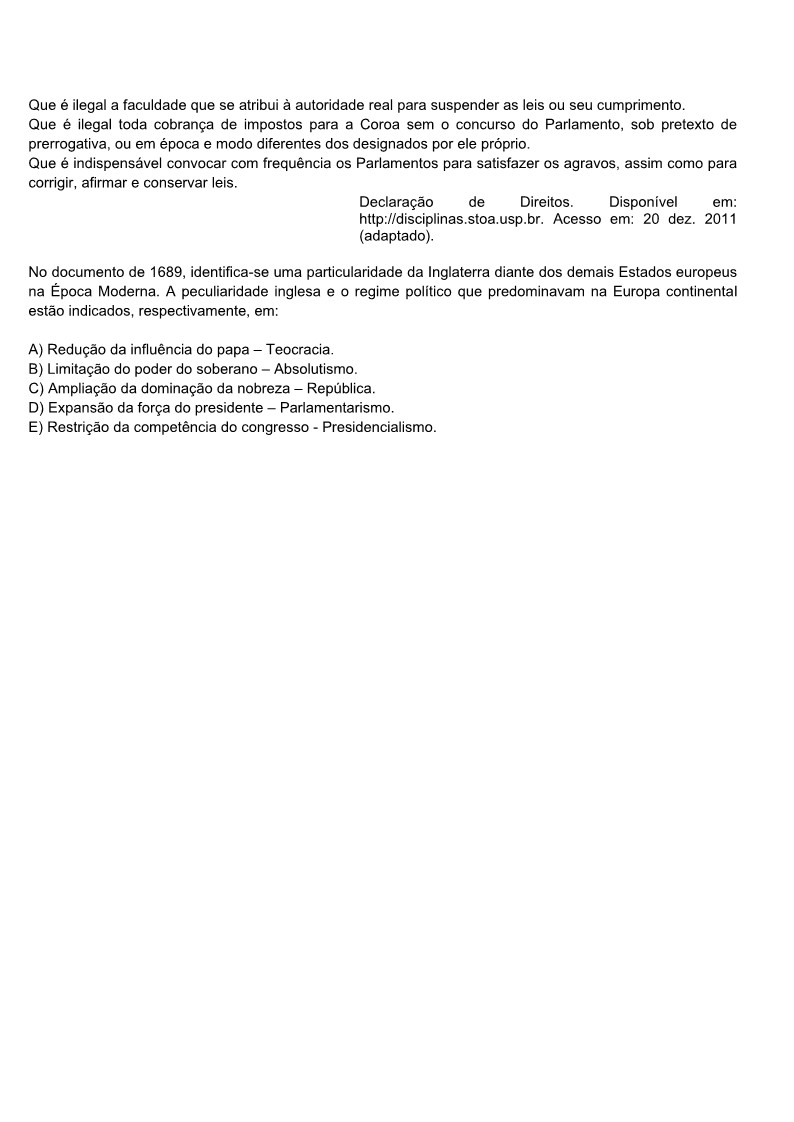 Que é ilegal a faculdade que se atribui à autoridade real para suspender as leis ou seu cumprimento.
Que é ilegal toda cobrança de impostos para a Coroa sem o concurso do Parlamento, sob pretexto de
prerrogativa, ou em época e modo diferentes dos designados por ele próprio.
Que é indispensável convocar com frequência os Parlamentos para satisfazer os agravos, assim como para
corrigir, afirmar e conservar leis.
Declaração de Direitos. Disponível em:
http://disciplinas.stoa.usp.br. Acesso em: 20 dez. 2011
(adaptado).
No documento de 1689, identifica-se uma particularidade da Inglaterra diante dos demais Estados europeus
na Época Moderna. A peculiaridade inglesa e o regime político que predominavam na Europa continental
estão indicados, respectivamente, em:
A) Redução da influência do papa – Teocracia.
B) Limitação do poder do soberano – Absolutismo.
C) Ampliação da dominação da nobreza – República.
D) Expansão da força do presidente – Parlamentarismo.
E) Restrição da competência do congresso - Presidencialismo.